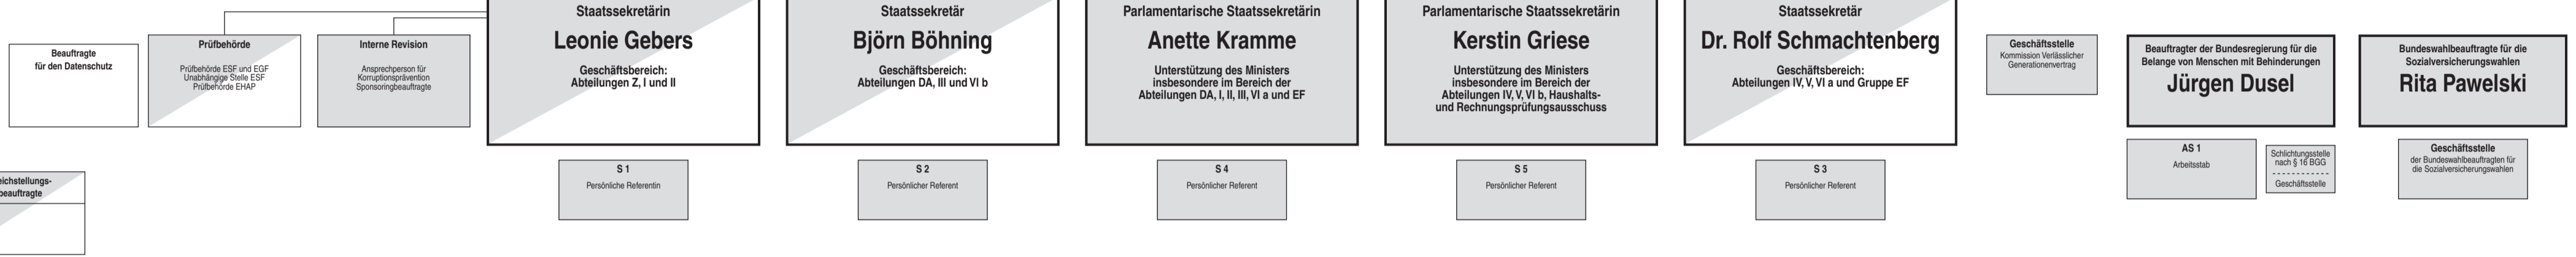 Beauftragte
für den Datenschutz
Prüfbehörde
Prüfbehörde ESF und EGF
Unabhängige Stelle ESF
Prüfbehörde EHAP
Interne Revision
Ansprechperson für
Korruptionsprävention
Sponsoringbeauftragte
Staatssekretärin
Leonie Gebers
Geschäftsbereich:
Abteilungen Z, I und II
Staatssekretär
Björn Böhning
Geschäftsbereich:
Abteilungen DA, III und VI b
Parlamentarische Staatssekretärin
Anette Kramme
Unterstützung des Ministers
insbesondere im Bereich der
Abteilungen DA, I, II, III, VI a und EF
Parlamentarische Staatssekretärin
Kerstin Griese
Unterstützung des Ministers
insbesondere im Bereich der
Abteilungen IV, V, VI b, Haushalts-
und Rechnungsprüfungsausschuss
Staatssekretär
Dr. Rolf Schmachtenberg
Geschäftsbereich:
Abteilungen IV, V, VI a und Gruppe EF
Geschäftsstelle
Kommission Verlässlicher
Generationenvertrag
Beauftragter der Bundesregierung für die
Belange von Menschen mit Behinderungen
Jürgen Dusel
Bundeswahlbeauftragte für die
Sozialversicherungswahlen
Rita Pawelski
eichstellungs-
beauftragte
S 1
Persönliche Referentin
S 2
Persönlicher Referent
S 4
Persönlicher Referent
S 5
Persönlicher Referent
S 3
Persönlicher Referent
AS 1
Arbeitsstab
Schlichtungsstelle
nach § 16 BGG
Geschäftsstelle
Geschäftsstelle
der Bundeswahlbeauftragten für
die Sozialversicherungswahlen